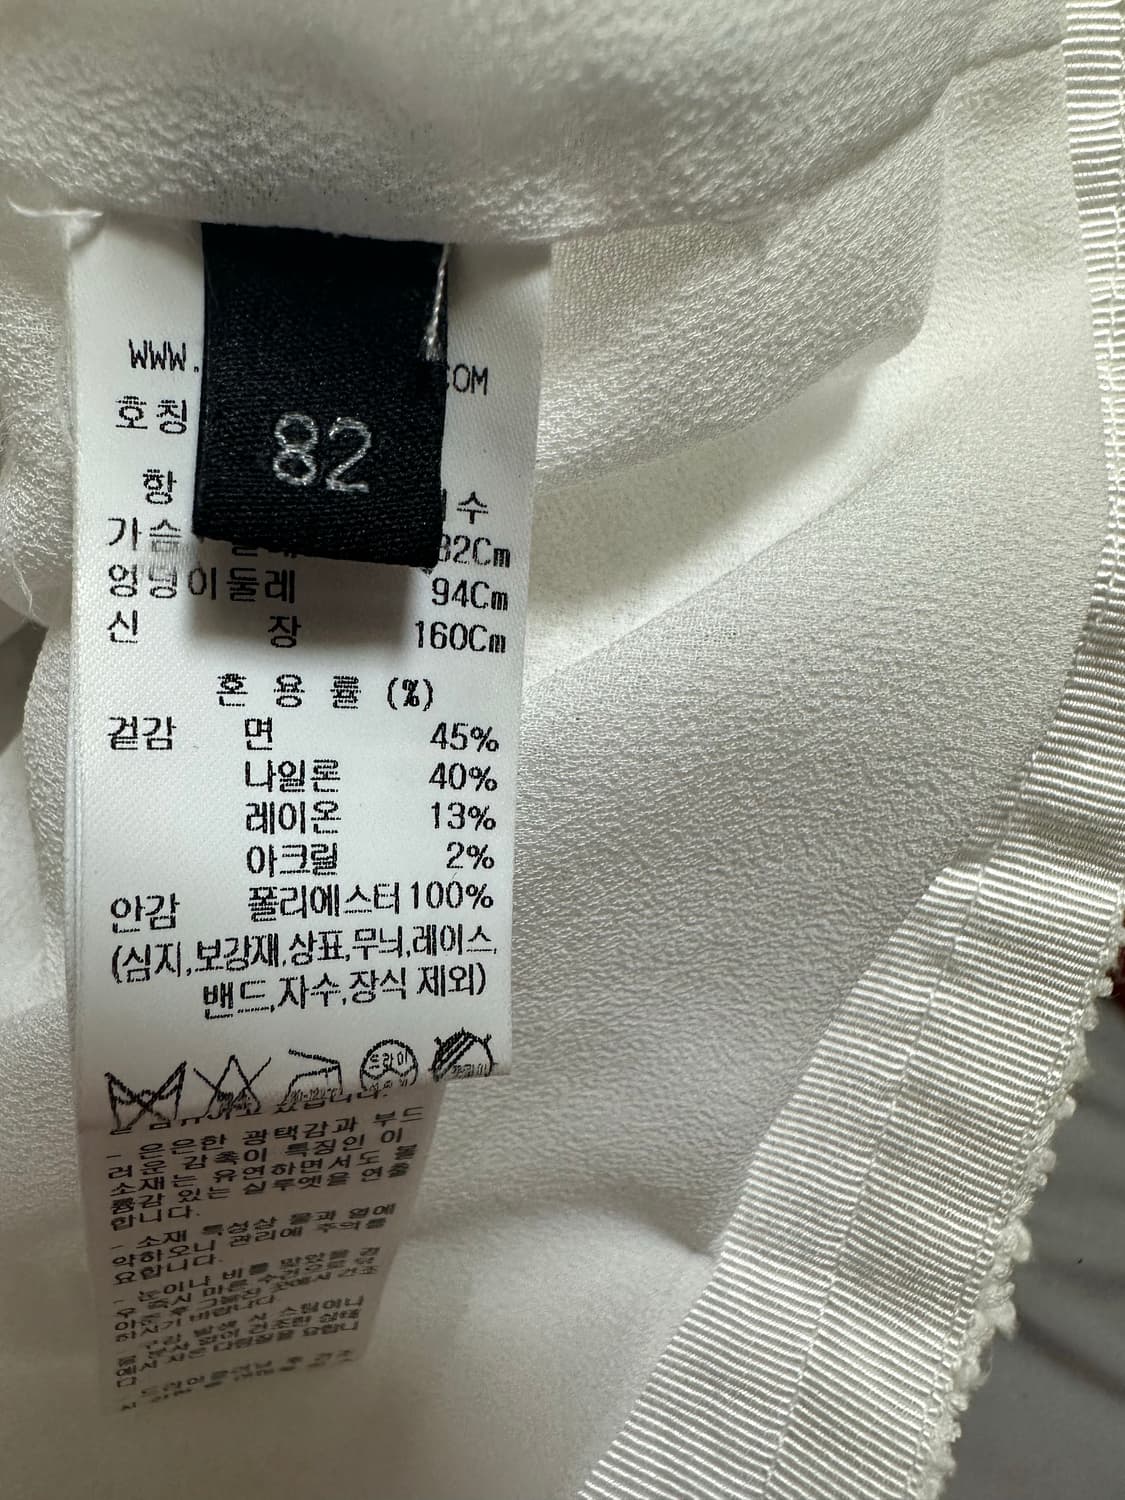 WWW. COM
호칭
82
항 수
가슴 82Cm
엉덩이둘레 94Cm
신 장 160Cm
혼 용 률 (%)
겉감 면 45%
나일론 40%
레이온 13%
아크릴 2%
안감 폴리에스터 100%
(심지,보강재,상표,무늬,레이스,
밴드,자수,장식 제외)
드라이
- 은은한 광택감과 부드
러운 감촉이 특징인 이
소재는 유연하면서도 볼
륨감 있는 실루엣을 연출
합니다.
- 소재 특성상 물과 열에
약하오니 관리에 주의를
요합니다.